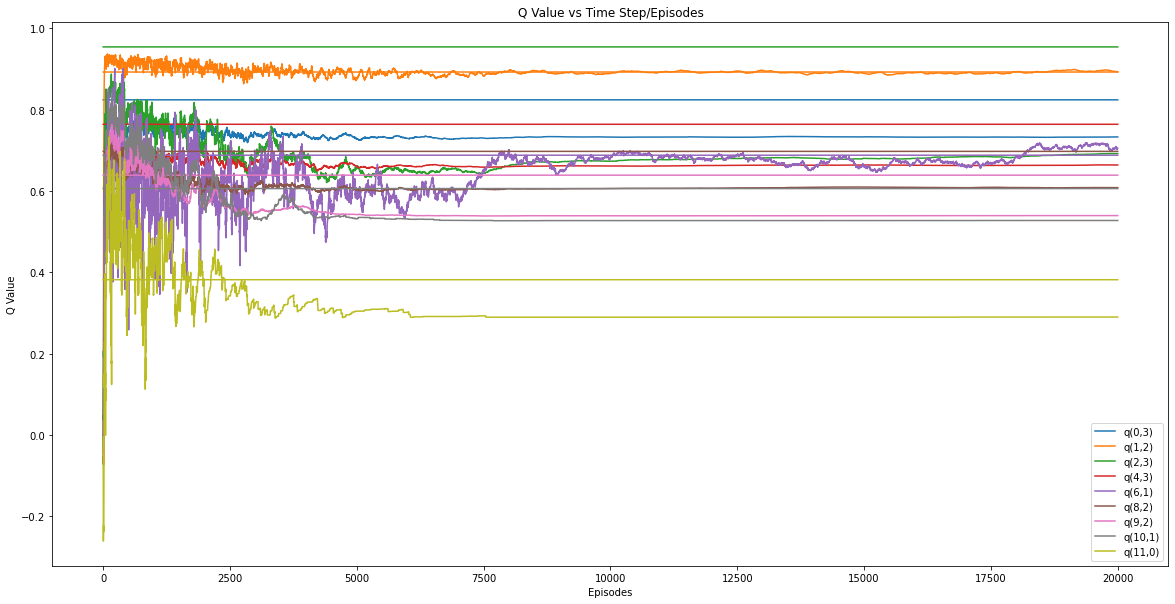 Q Value vs Time Step/Episodes
Q Value
1.0
0.8
0.6
0.4
0.2
0.0
−0.2
0
2500
5000
7500
10000
12500
15000
17500
20000
Episodes
q(0,3)
q(1,2)
q(2,3)
q(4,3)
q(6,1)
q(8,2)
q(9,2)
q(10,1)
q(11,0)